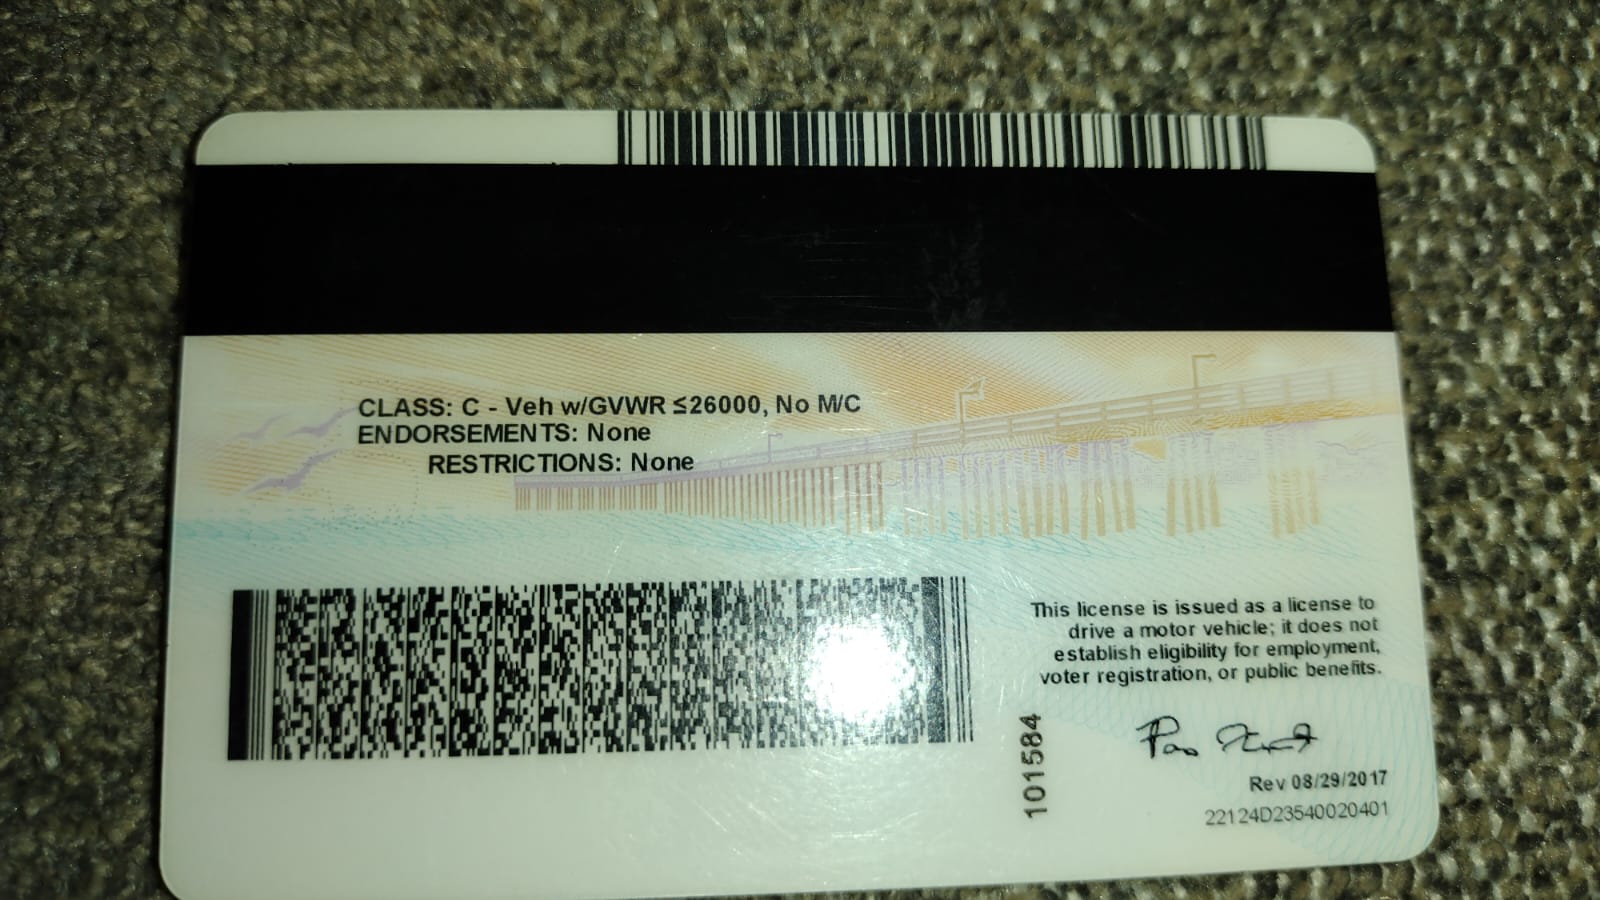 CLASS: C - Veh w/GVWR ≤26000, No M/C
ENDORSEMENTS: None
RESTRICTIONS: None
This license is issued as a license to
drive a motor vehicle; it does not
establish eligibility for employment,
voter registration, or public benefits.
101584
Rev 08/29/2017
22124D23540020401